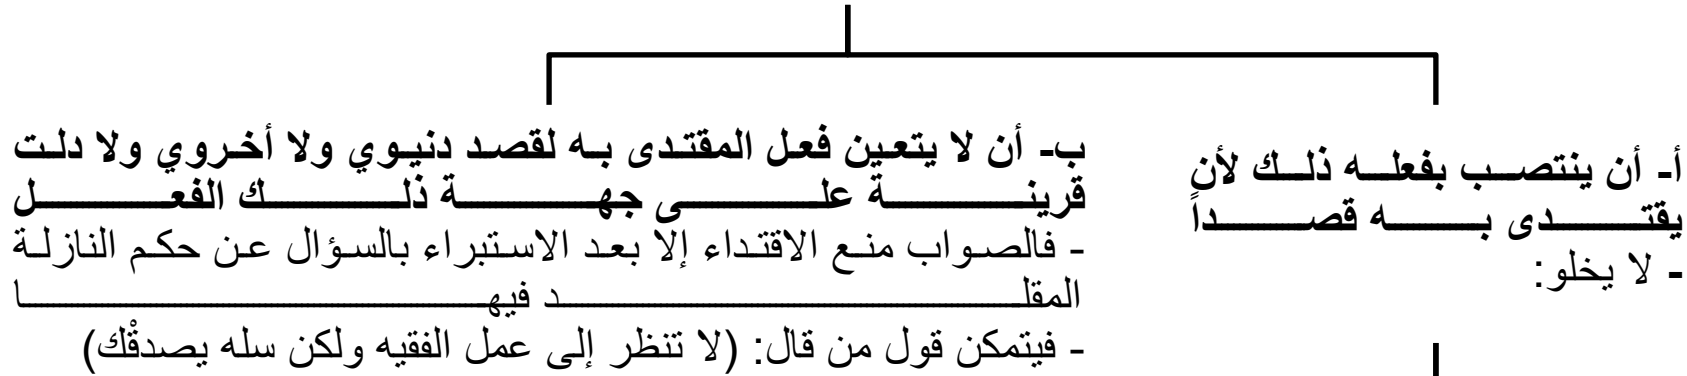 أ- أن ينتصب بفعله ذلك لأن
يقتدى به قصداً
- لا يخلو:
ب- أن لا يتعين فعل المقتدى به لقصد دنيوي ولا أخروي ولا دلت
قرينة على جهة ذلك الفعل
- فالصواب منع الاقتداء إلا بعد الاستبراء بالسؤال عن حكم النازلة
المقلد فيها
- فيتمكن قول من قال: (لا تنظر إلى عمل الفقيه ولكن سله يصدقْك)